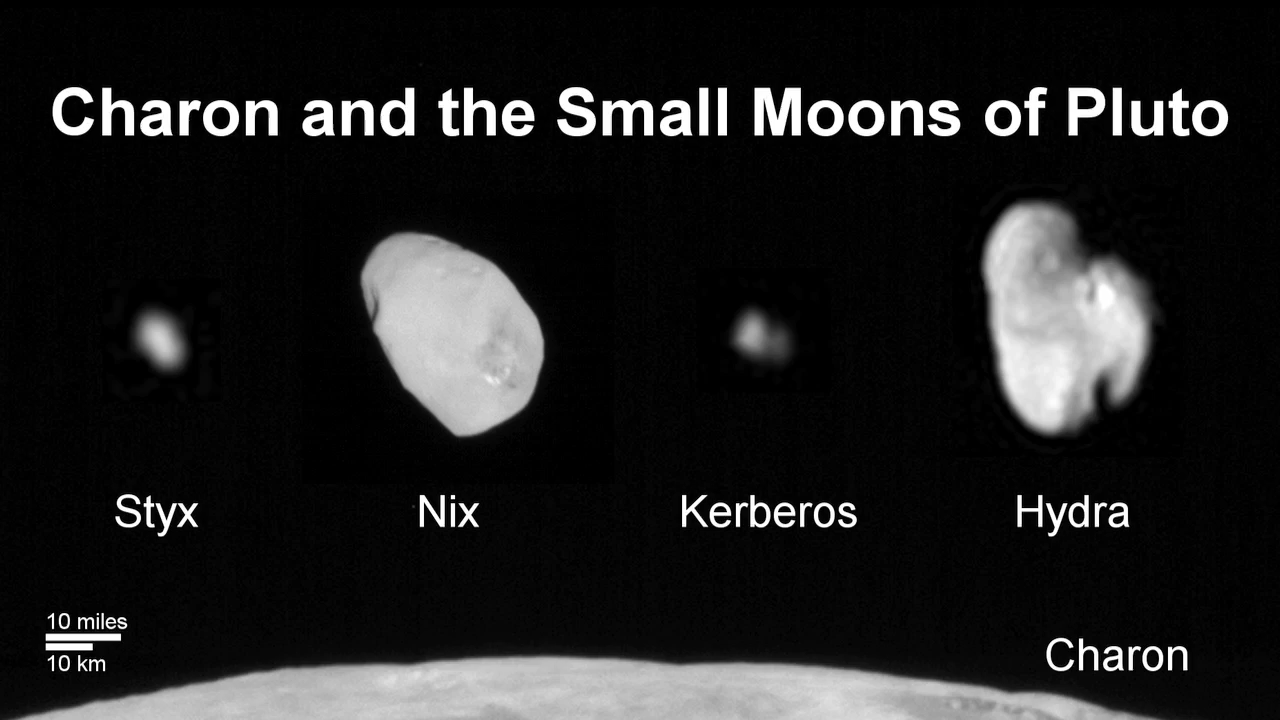 Charon and the Small Moons of Pluto
Styx
Nix
Kerberos
Hydra
10 miles
10 km
Charon